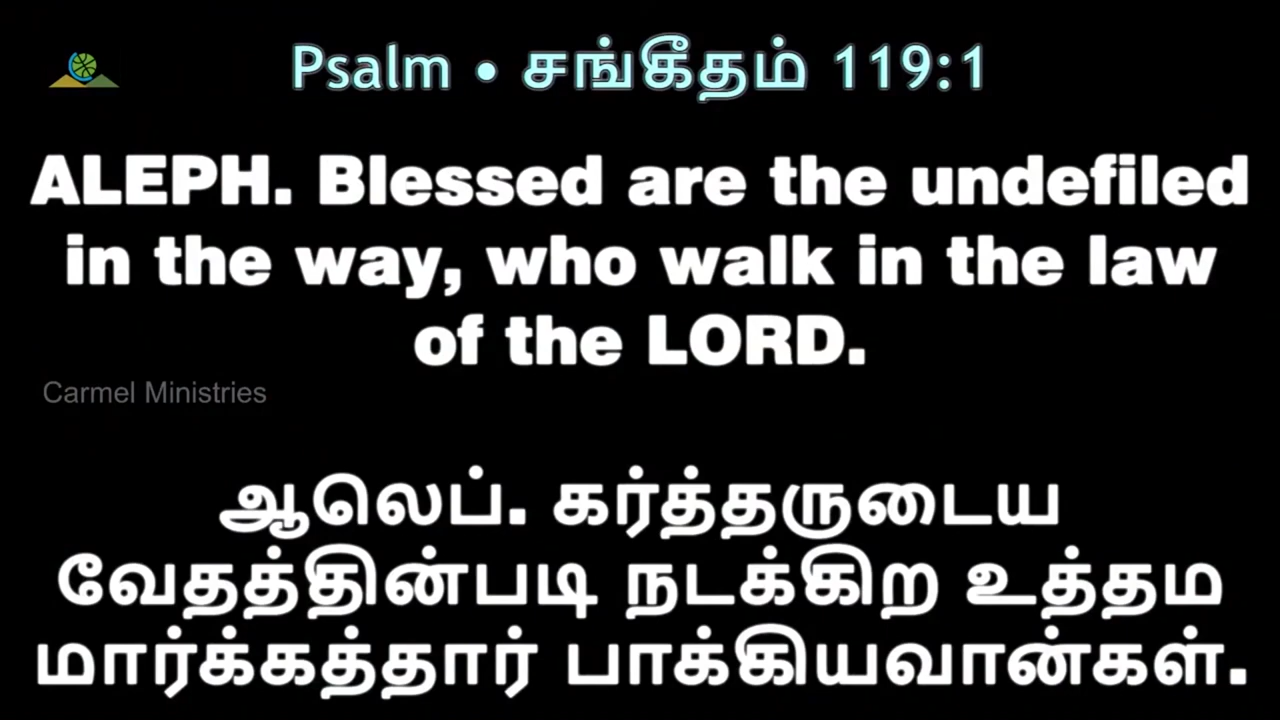 Psalm • சங்கீதம் 119:1
ALEPH. Blessed are the undefiled
in the way, who walk in the law
of the LORD.
Carmel Ministries
ஆலெப். கர்த்தருடைய
வேதத்தின்படி நடக்கிற உத்தம
மார்க்கத்தார் பாக்கியவான்கள்.